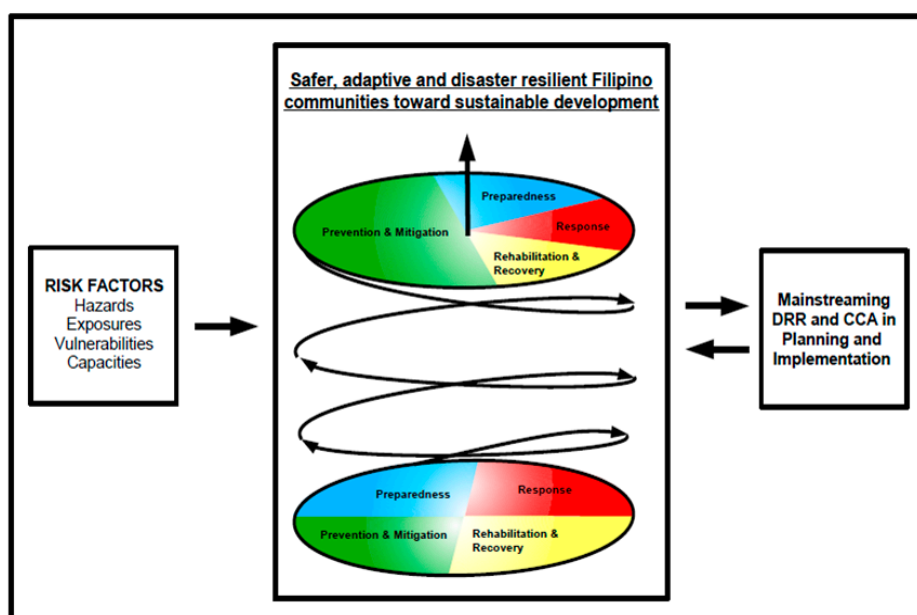 Safer, adaptive and disaster resilient Filipino
communities toward sustainable development
Preparedness
Prevention & Mitigation
Response
Rehabilitation &
Recovery
RISK FACTORS
Hazards
Exposures
Vulnerabilities
Capacities
Mainstreaming
DRR and CCA in
Planning and
Implementation
Preparedness
Response
Prevention & Mitigation
Rehabilitation &
Recovery